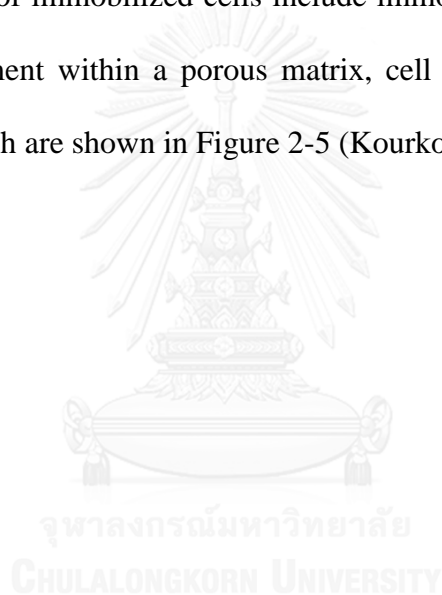 of immobilized cells include immo
ment within a porous matrix, cell
h are shown in Figure 2-5 (Kourko
จุฬาลงกรณ์มหาวิทยาลัย
CHULALONGKORN UNIVERSITY